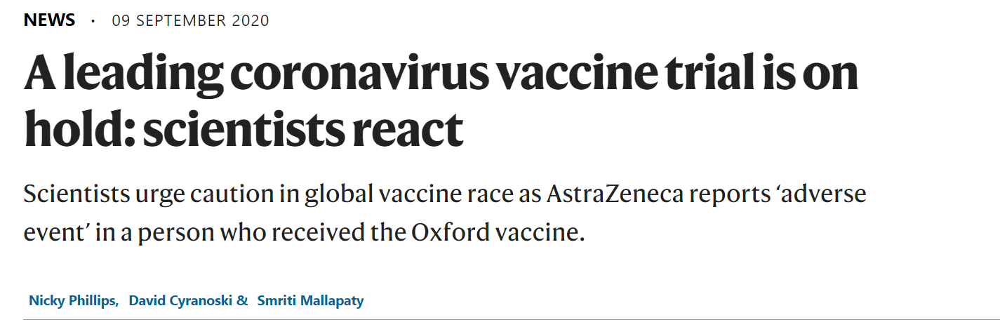 NEWS · 09 SEPTEMBER 2020
A leading coronavirus vaccine trial is on
hold: scientists react
Scientists urge caution in global vaccine race as AstraZeneca reports ‘adverse
event’ in a person who received the Oxford vaccine.
Nicky Phillips, David Cyranoski & Smriti Mallapaty